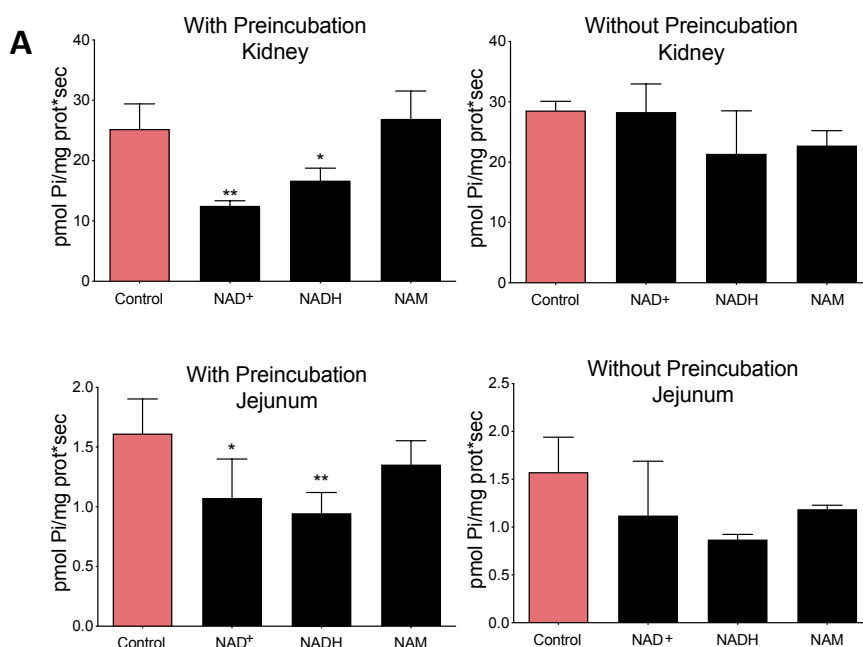 A
With Preincubation
Kidney
pmol Pi/mg prot*sec
40
30
20
10
0
**
*
Control NAD+ NADH NAM
Without Preincubation
Kidney
pmol Pi/mg prot*sec
40
30
20
10
0
Control NAD+ NADH NAM
With Preincubation
Jejunum
pmol Pi/mg prot*sec
2.0
1.5
1.0
0.5
0.0
*
**
Control NAD+ NADH NAM
Without Preincubation
Jejunum
pmol Pi/mg prot*sec
2.5
2.0
1.5
1.0
0.5
0.0
Control NAD+ NADH NAM